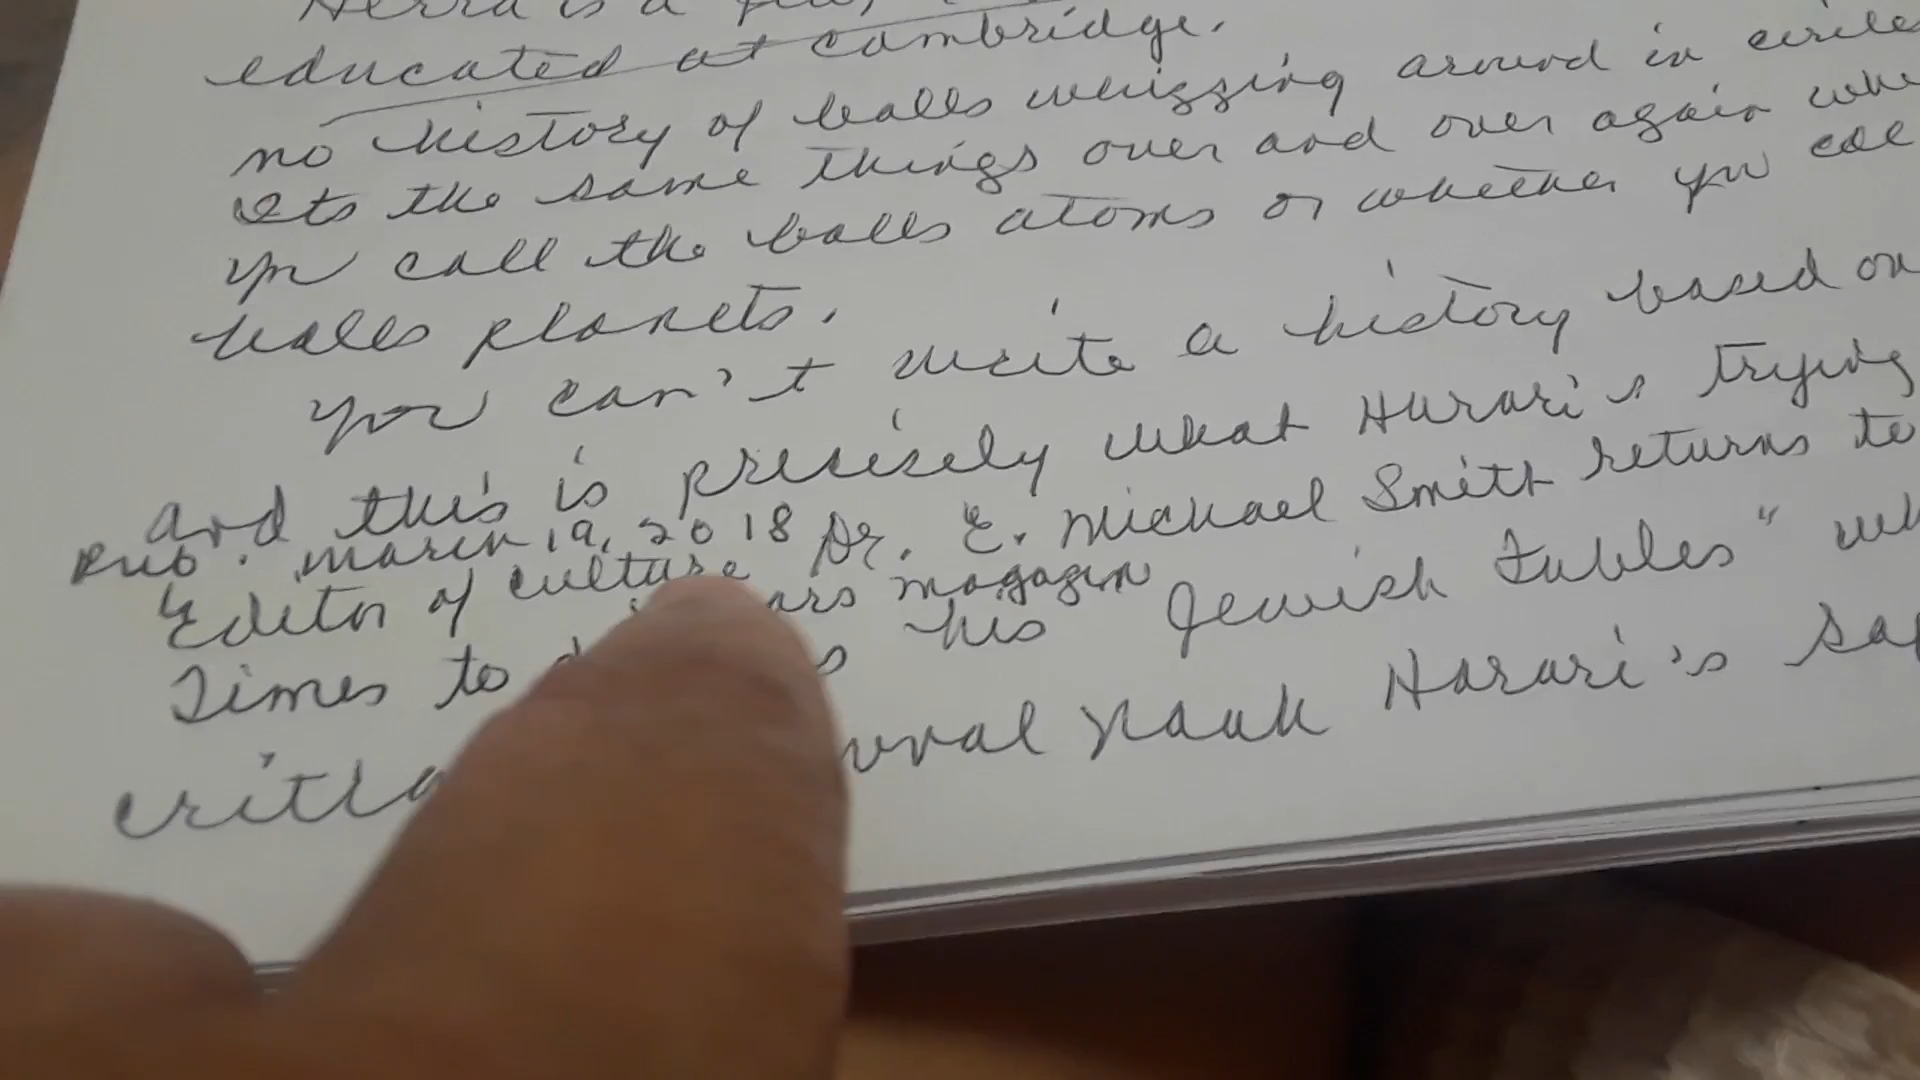 is a
educated at cambridge.
no history of balls whizzing around in circles
Its the same things over and over again
you call the balls atoms or whether you
balls planets.
you can't write a history based on
and this is precisely what Harari's trying
Pub. march 19, 2018 Dr. E. Michael Smith returns to
Editor of culture wars magazin
Times to his Jewish Fables"
Harari's